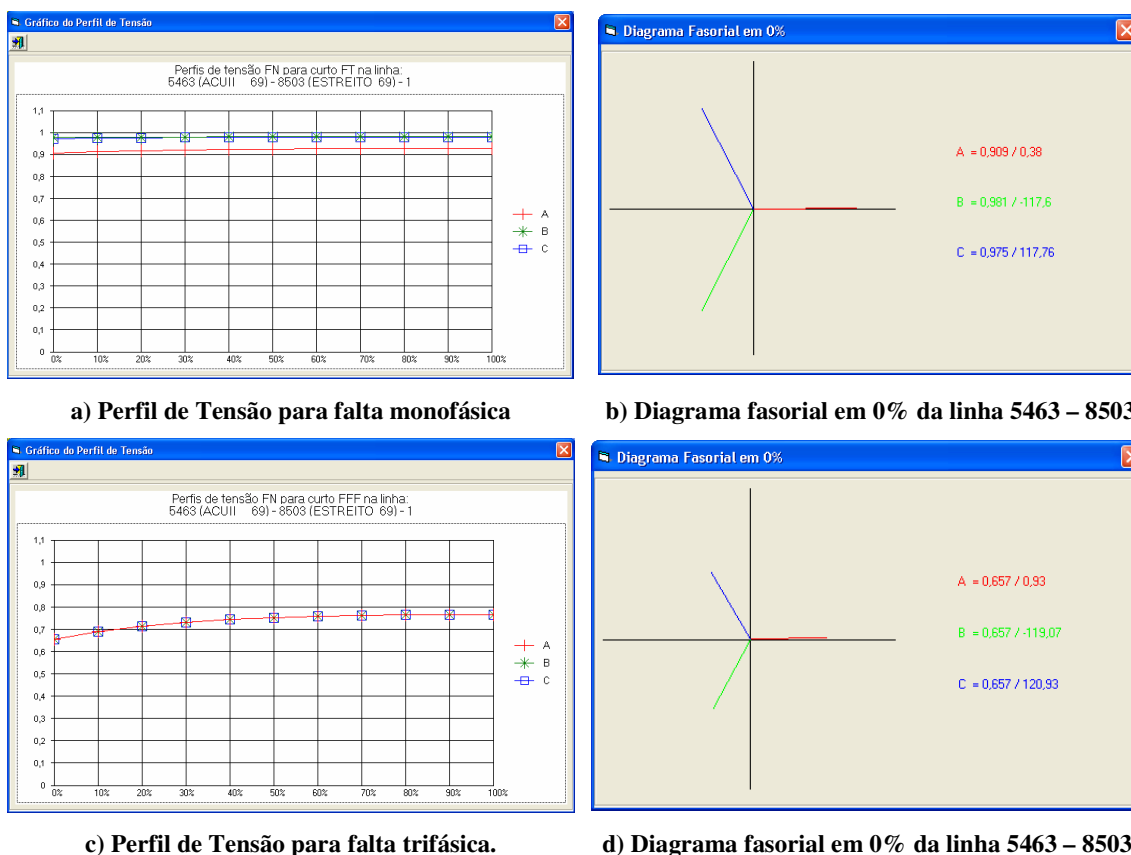 Gráfico do Perfil de Tensão
Perfis de tensão FN para curto FT na linha:
5463 (ACUII 69) - 8503 (ESTREITO 69) - 1
1,1
1
0,9
0,8
0,7
0,6
0,5
0,4
0,3
0,2
0,1
0
0% 10% 20% 30% 40% 50% 60% 70% 80% 90% 100%
A
B
C
Diagrama Fasorial em 0%
A = 0,909 / 0,38
B = 0,981 / -117,6
C = 0,975 / 117,76
a) Perfil de Tensão para falta monofásica
b) Diagrama fasorial em 0% da linha 5463 – 8503
Gráfico do Perfil de Tensão
Perfis de tensão FN para curto FFF na linha:
5463 (ACUII 69) - 8503 (ESTREITO 69) - 1
1,1
1
0,9
0,8
0,7
0,6
0,5
0,4
0,3
0,2
0,1
0
0% 10% 20% 30% 40% 50% 60% 70% 80% 90% 100%
A
B
C
Diagrama Fasorial em 0%
A = 0,657 / 0,93
B = 0,657 / -119,07
C = 0,657 / 120,93
c) Perfil de Tensão para falta trifásica.
d) Diagrama fasorial em 0% da linha 5463 – 8503